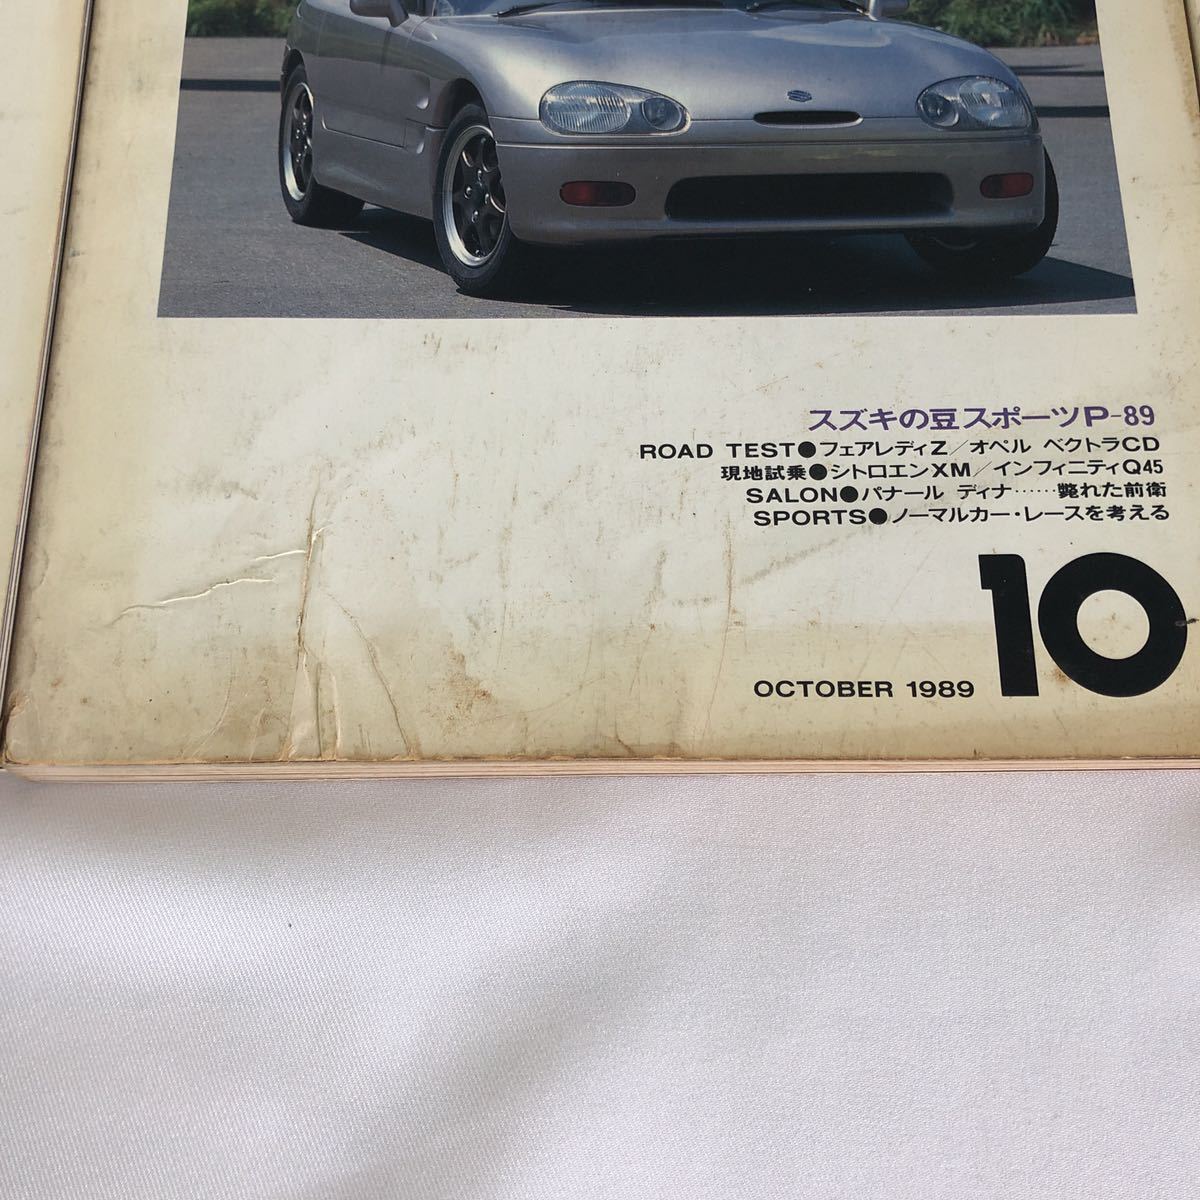 スズキの豆スポーツP-89
ROAD TEST●フェアレディZ／オペル ベクトラCD
現地試乗●シトロエンXM／インフィニティQ45
SALON●パナール ディナ……斃れた前衛
SPORTS●ノーマルカー・レースを考える
10
OCTOBER 1989